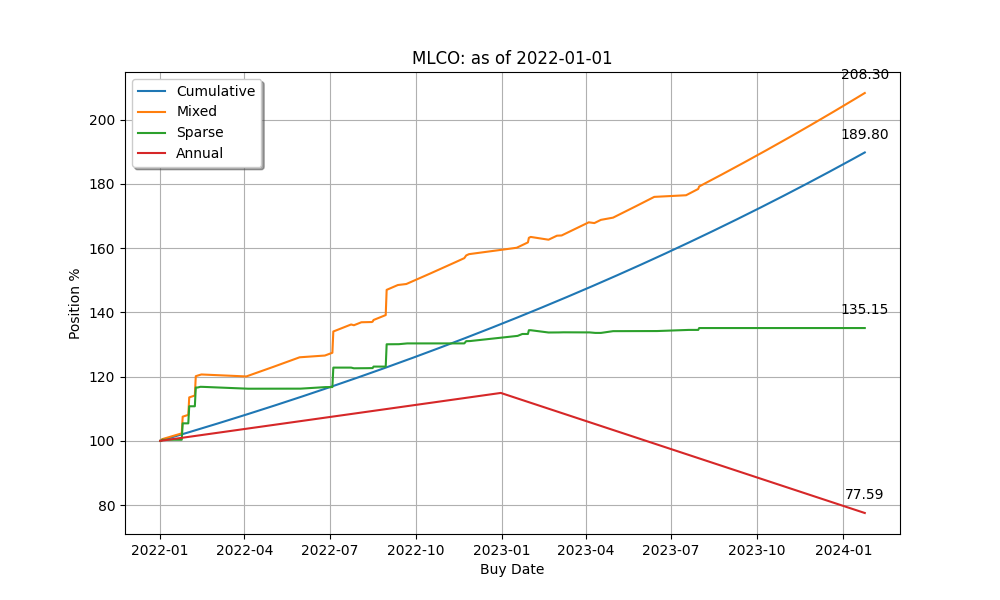 MLCO: as of 2022-01-01
Cumulative
Mixed
Sparse
Annual
208.30
189.80
135.15
77.59
200
180
160
140
120
100
80
Position %
2022-01 2022-04 2022-07 2022-10 2023-01 2023-04 2023-07 2023-10 2024-01
Buy Date